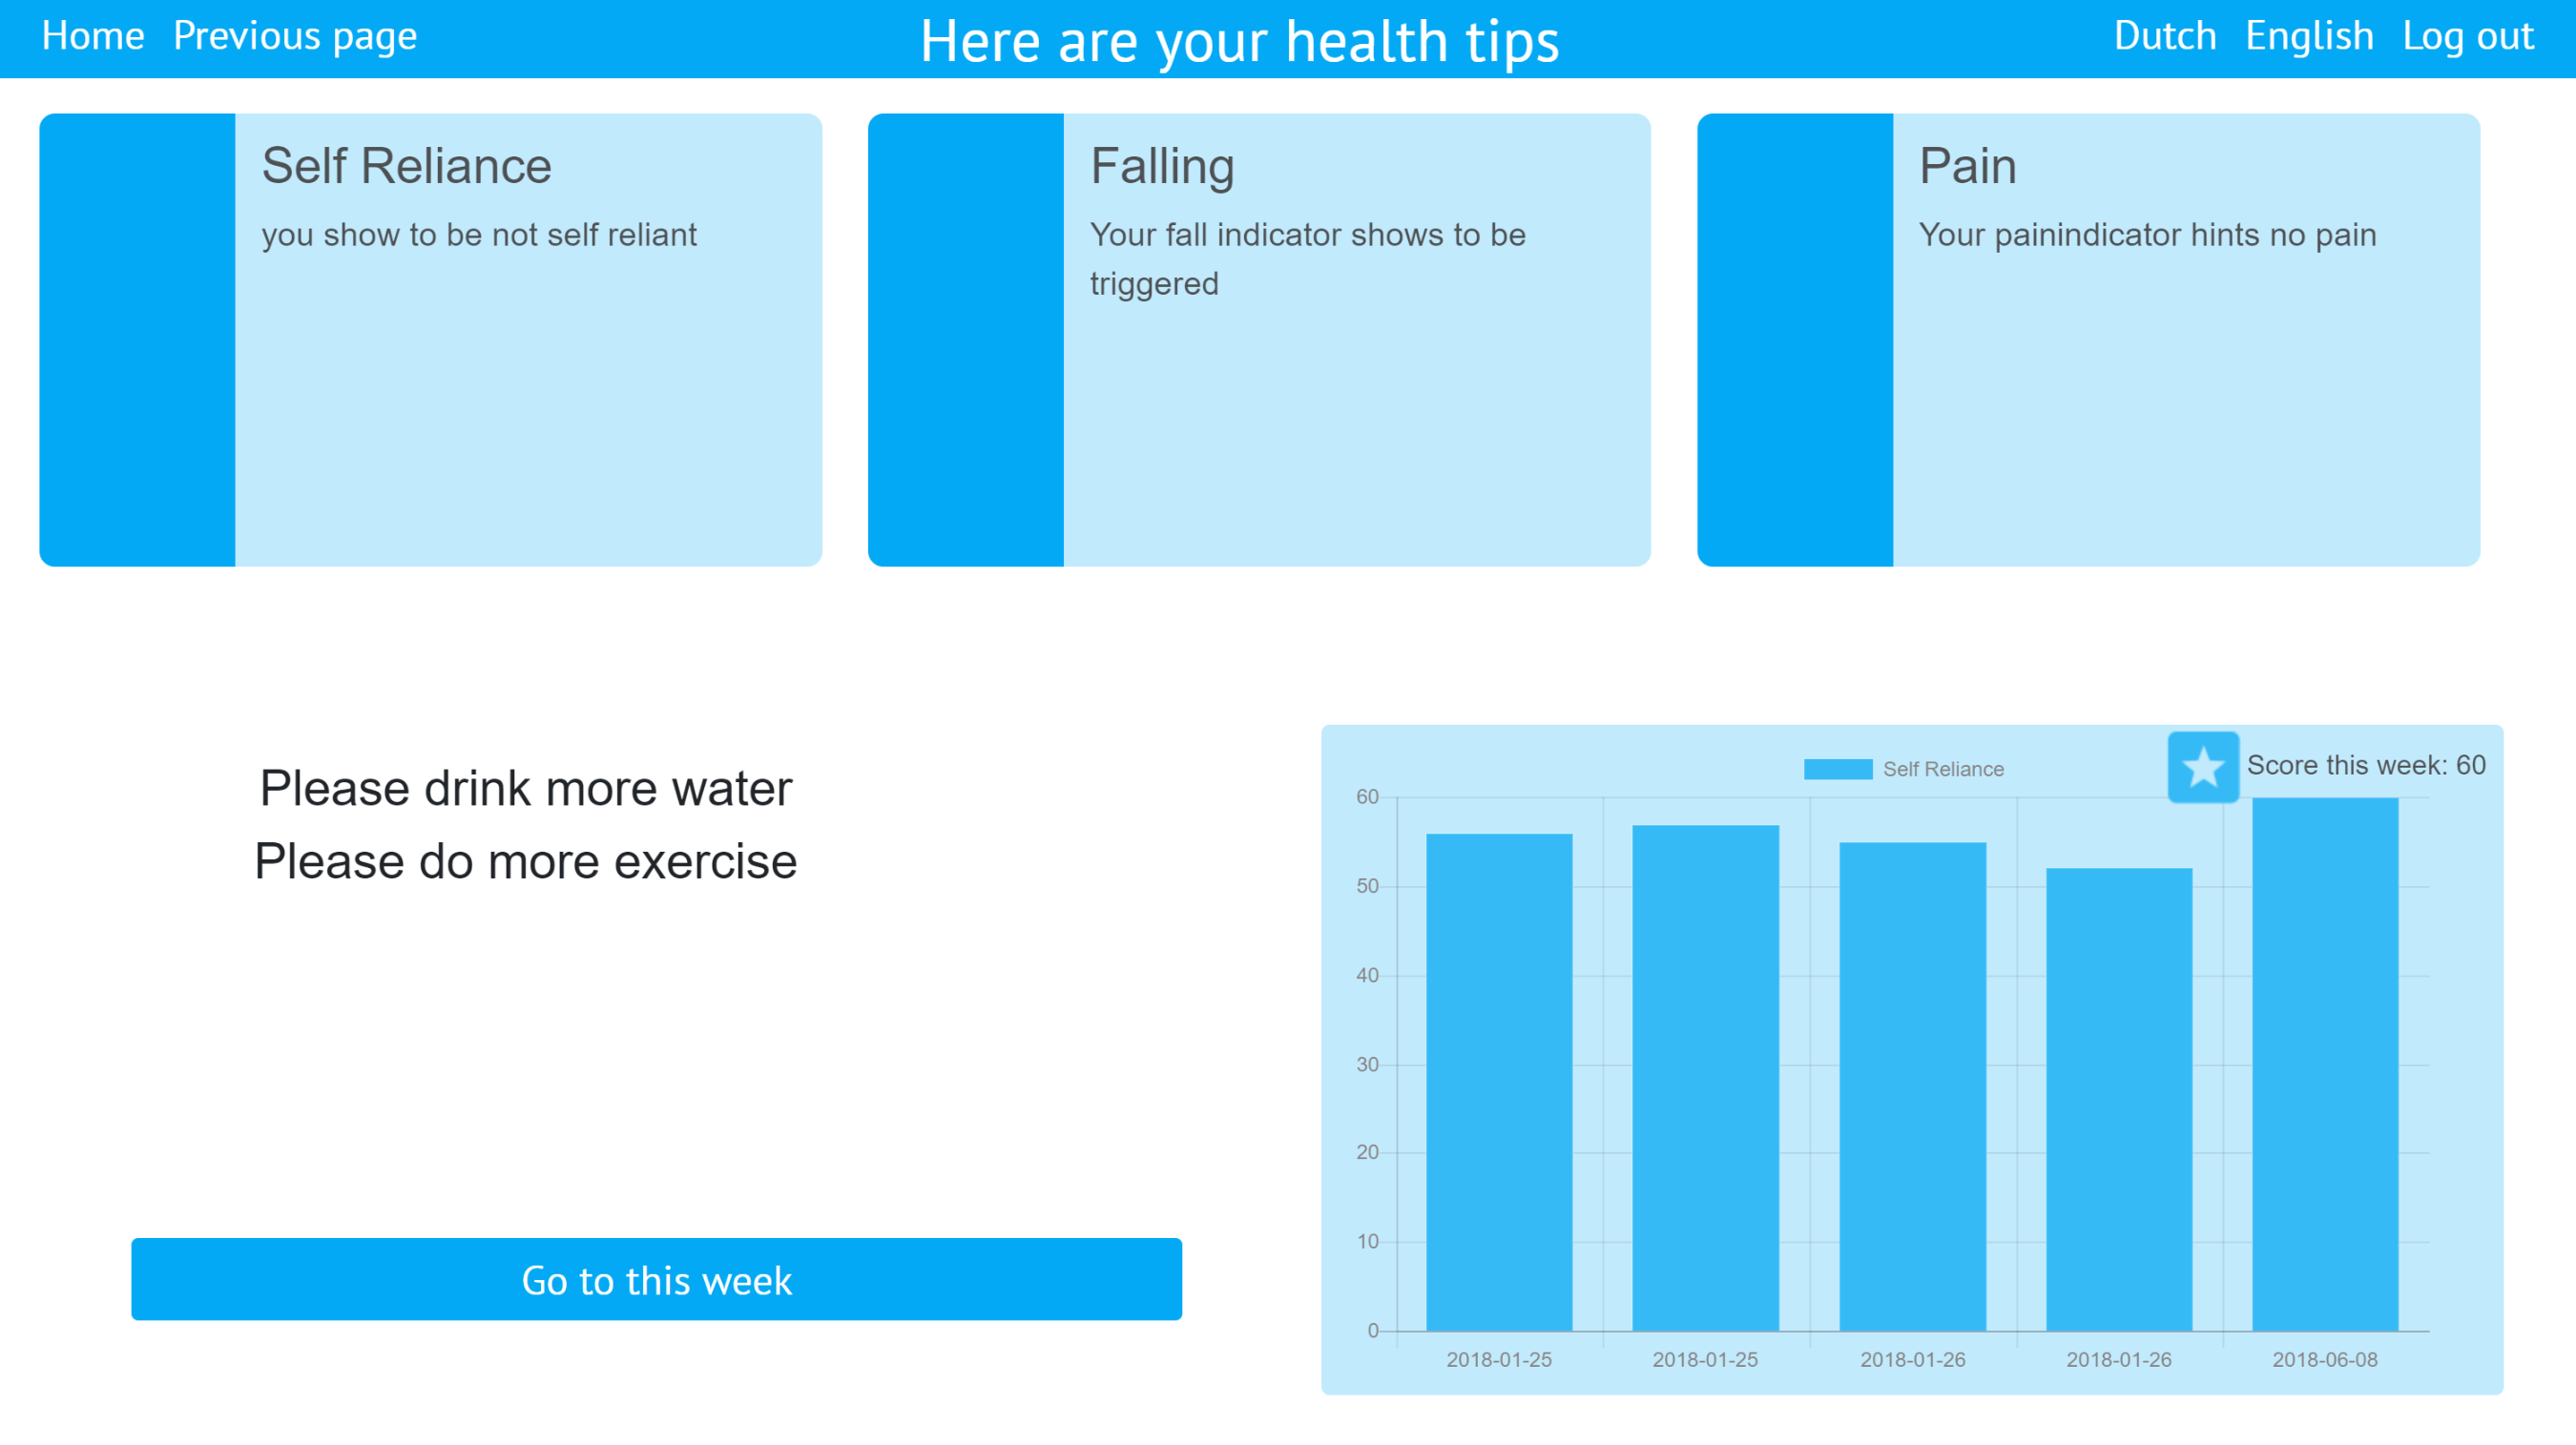 Home Previous page Here are your health tips Dutch English Log out
Self Reliance
you show to be not self reliant
Falling
Your fall indicator shows to be
triggered
Pain
Your painindicator hints no pain
Please drink more water
Please do more exercise
Go to this week
Self Reliance
Score this week: 60
60
50
40
30
20
10
0
2018-01-25 2018-01-25 2018-01-26 2018-01-26 2018-06-08